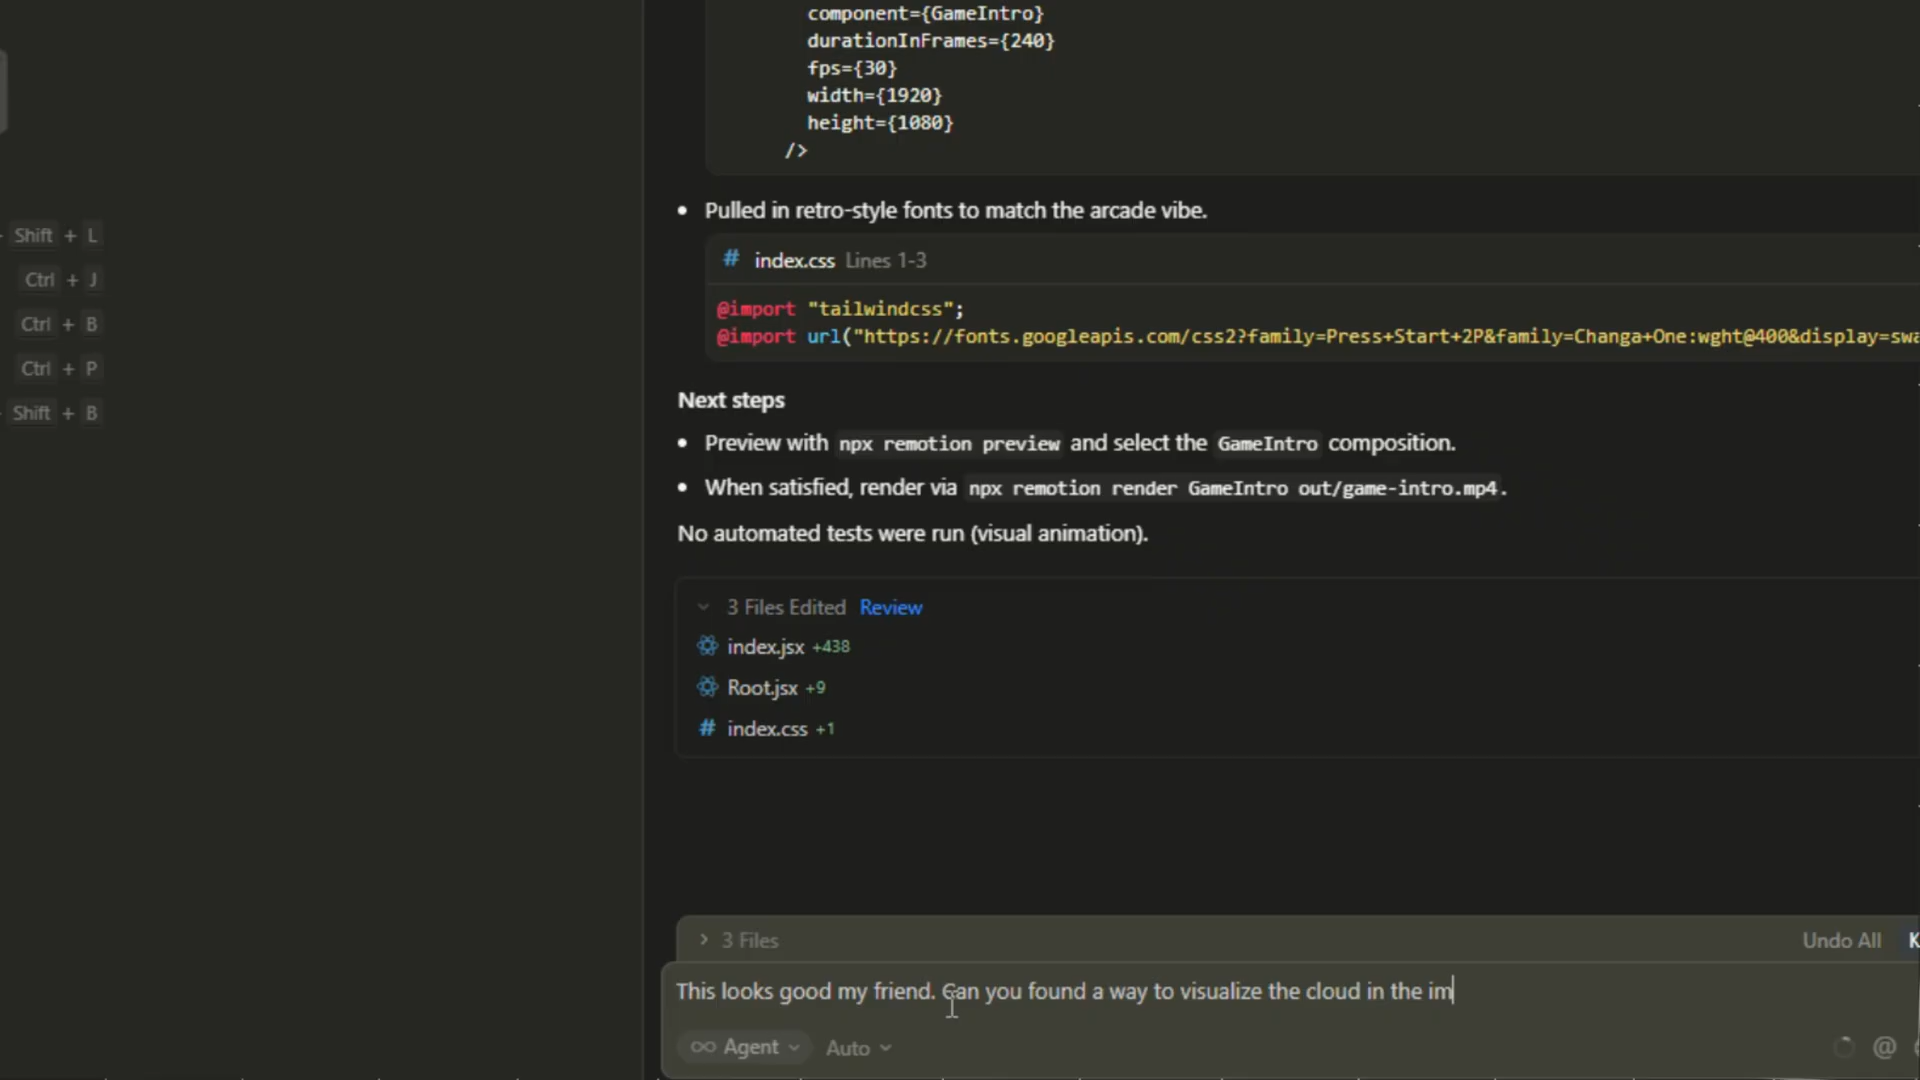 component={GameIntro}
durationInFrames={240}
fps={30}
width={1920}
height={1080}
/>
Shift + L
Ctrl + J
Ctrl + B
Ctrl + P
Shift + B
• Pulled in retro-style fonts to match the arcade vibe.
# index.css Lines 1-3
@import "tailwindcss";
@import url("https://fonts.googleapis.com/css2?family=Press+Start+2P&family=Changa+One:wght@400&display=swa
Next steps
• Preview with npx remotion preview and select the GameIntro composition.
• When satisfied, render via npx remotion render GameIntro out/game-intro.mp4.
No automated tests were run (visual animation).
3 Files Edited Review
index.jsx +438
Root.jsx +9
# index.css +1
3 Files Undo All K
This looks good my friend. Can you found a way to visualize the cloud in the im
Agent Auto @